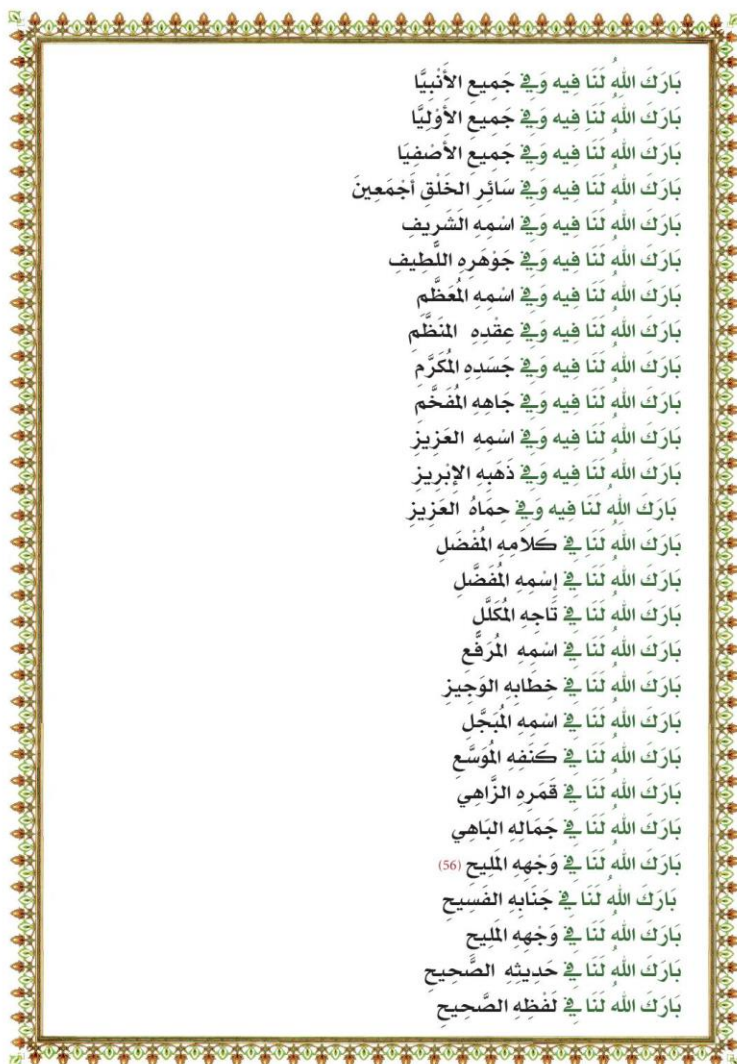 بَارَكَ اللهُ لَنَا فِيه وَفِي جَمِيعِ الأَنْبِيَّا
بَارَكَ اللهُ لَنَا فِيه وَفِي جَمِيعِ الأَوْلِيَّا
بَارَكَ اللهُ لَنَا فِيه وَفِي جَمِيعِ الأَصْفِيَا
بَارَكَ اللهُ لَنَا فِيه وَفِي سَائِرِ الخَلْقِ أَجْمَعِينَ
بَارَكَ اللهُ لَنَا فِيه وَفِي اسْمِهِ الشَرِيفِ
بَارَكَ اللهُ لَنَا فِيه وَفِي جَوْهَرِهِ اللَّطِيفِ
بَارَكَ اللهُ لَنَا فِيه وَفِي اسْمِهِ المُعَظَّمِ
بَارَكَ اللهُ لَنَا فِيه وَفِي عِقْدِهِ المُنَظَّمِ
بَارَكَ اللهُ لَنَا فِيه وَفِي جَسَدِهِ المُكَرَّمِ
بَارَكَ اللهُ لَنَا فِيه وَفِي جَاهِهِ المُفَخَّمِ
بَارَكَ اللهُ لَنَا فِيه وَفِي اسْمِهِ العَزِيزِ
بَارَكَ اللهُ لَنَا فِيه وَفِي ذَهَبِهِ الإِبْرِيزِ
بَارَكَ اللهُ لَنَا فِيه وَفِي حِمَاهُ العَزِيزِ
بَارَكَ اللهُ لَنَا فِي كَلاَمِهِ المُفْضَلِ
بَارَكَ اللهُ لَنَا فِي إِسْمِهِ المُفَضَّلِ
بَارَكَ اللهُ لَنَا فِي تَاجِهِ المُكَلَّلِ
بَارَكَ اللهُ لَنَا فِي اسْمِهِ المُرَفَّعِ
بَارَكَ اللهُ لَنَا فِي خِطَابِهِ الوَجِيزِ
بَارَكَ اللهُ لَنَا فِي اسْمِهِ المُبَجَّلِ
بَارَكَ اللهُ لَنَا فِي كَنَفِهِ المُوَسَّعِ
بَارَكَ اللهُ لَنَا فِي قَمَرِهِ الزَّاهِي
بَارَكَ اللهُ لَنَا فِي جَمَالِهِ البَاهِي
بَارَكَ اللهُ لَنَا فِي وَجْهِهِ المَلِيحِ (56)
بَارَكَ اللهُ لَنَا فِي جَنَابِهِ الفَسِيحِ
بَارَكَ اللهُ لَنَا فِي وَجْهِهِ المَلِيحِ
بَارَكَ اللهُ لَنَا فِي حَدِيثِهِ الصَّحِيحِ
بَارَكَ اللهُ لَنَا فِي لَفْظِهِ الصَّحِيحِ